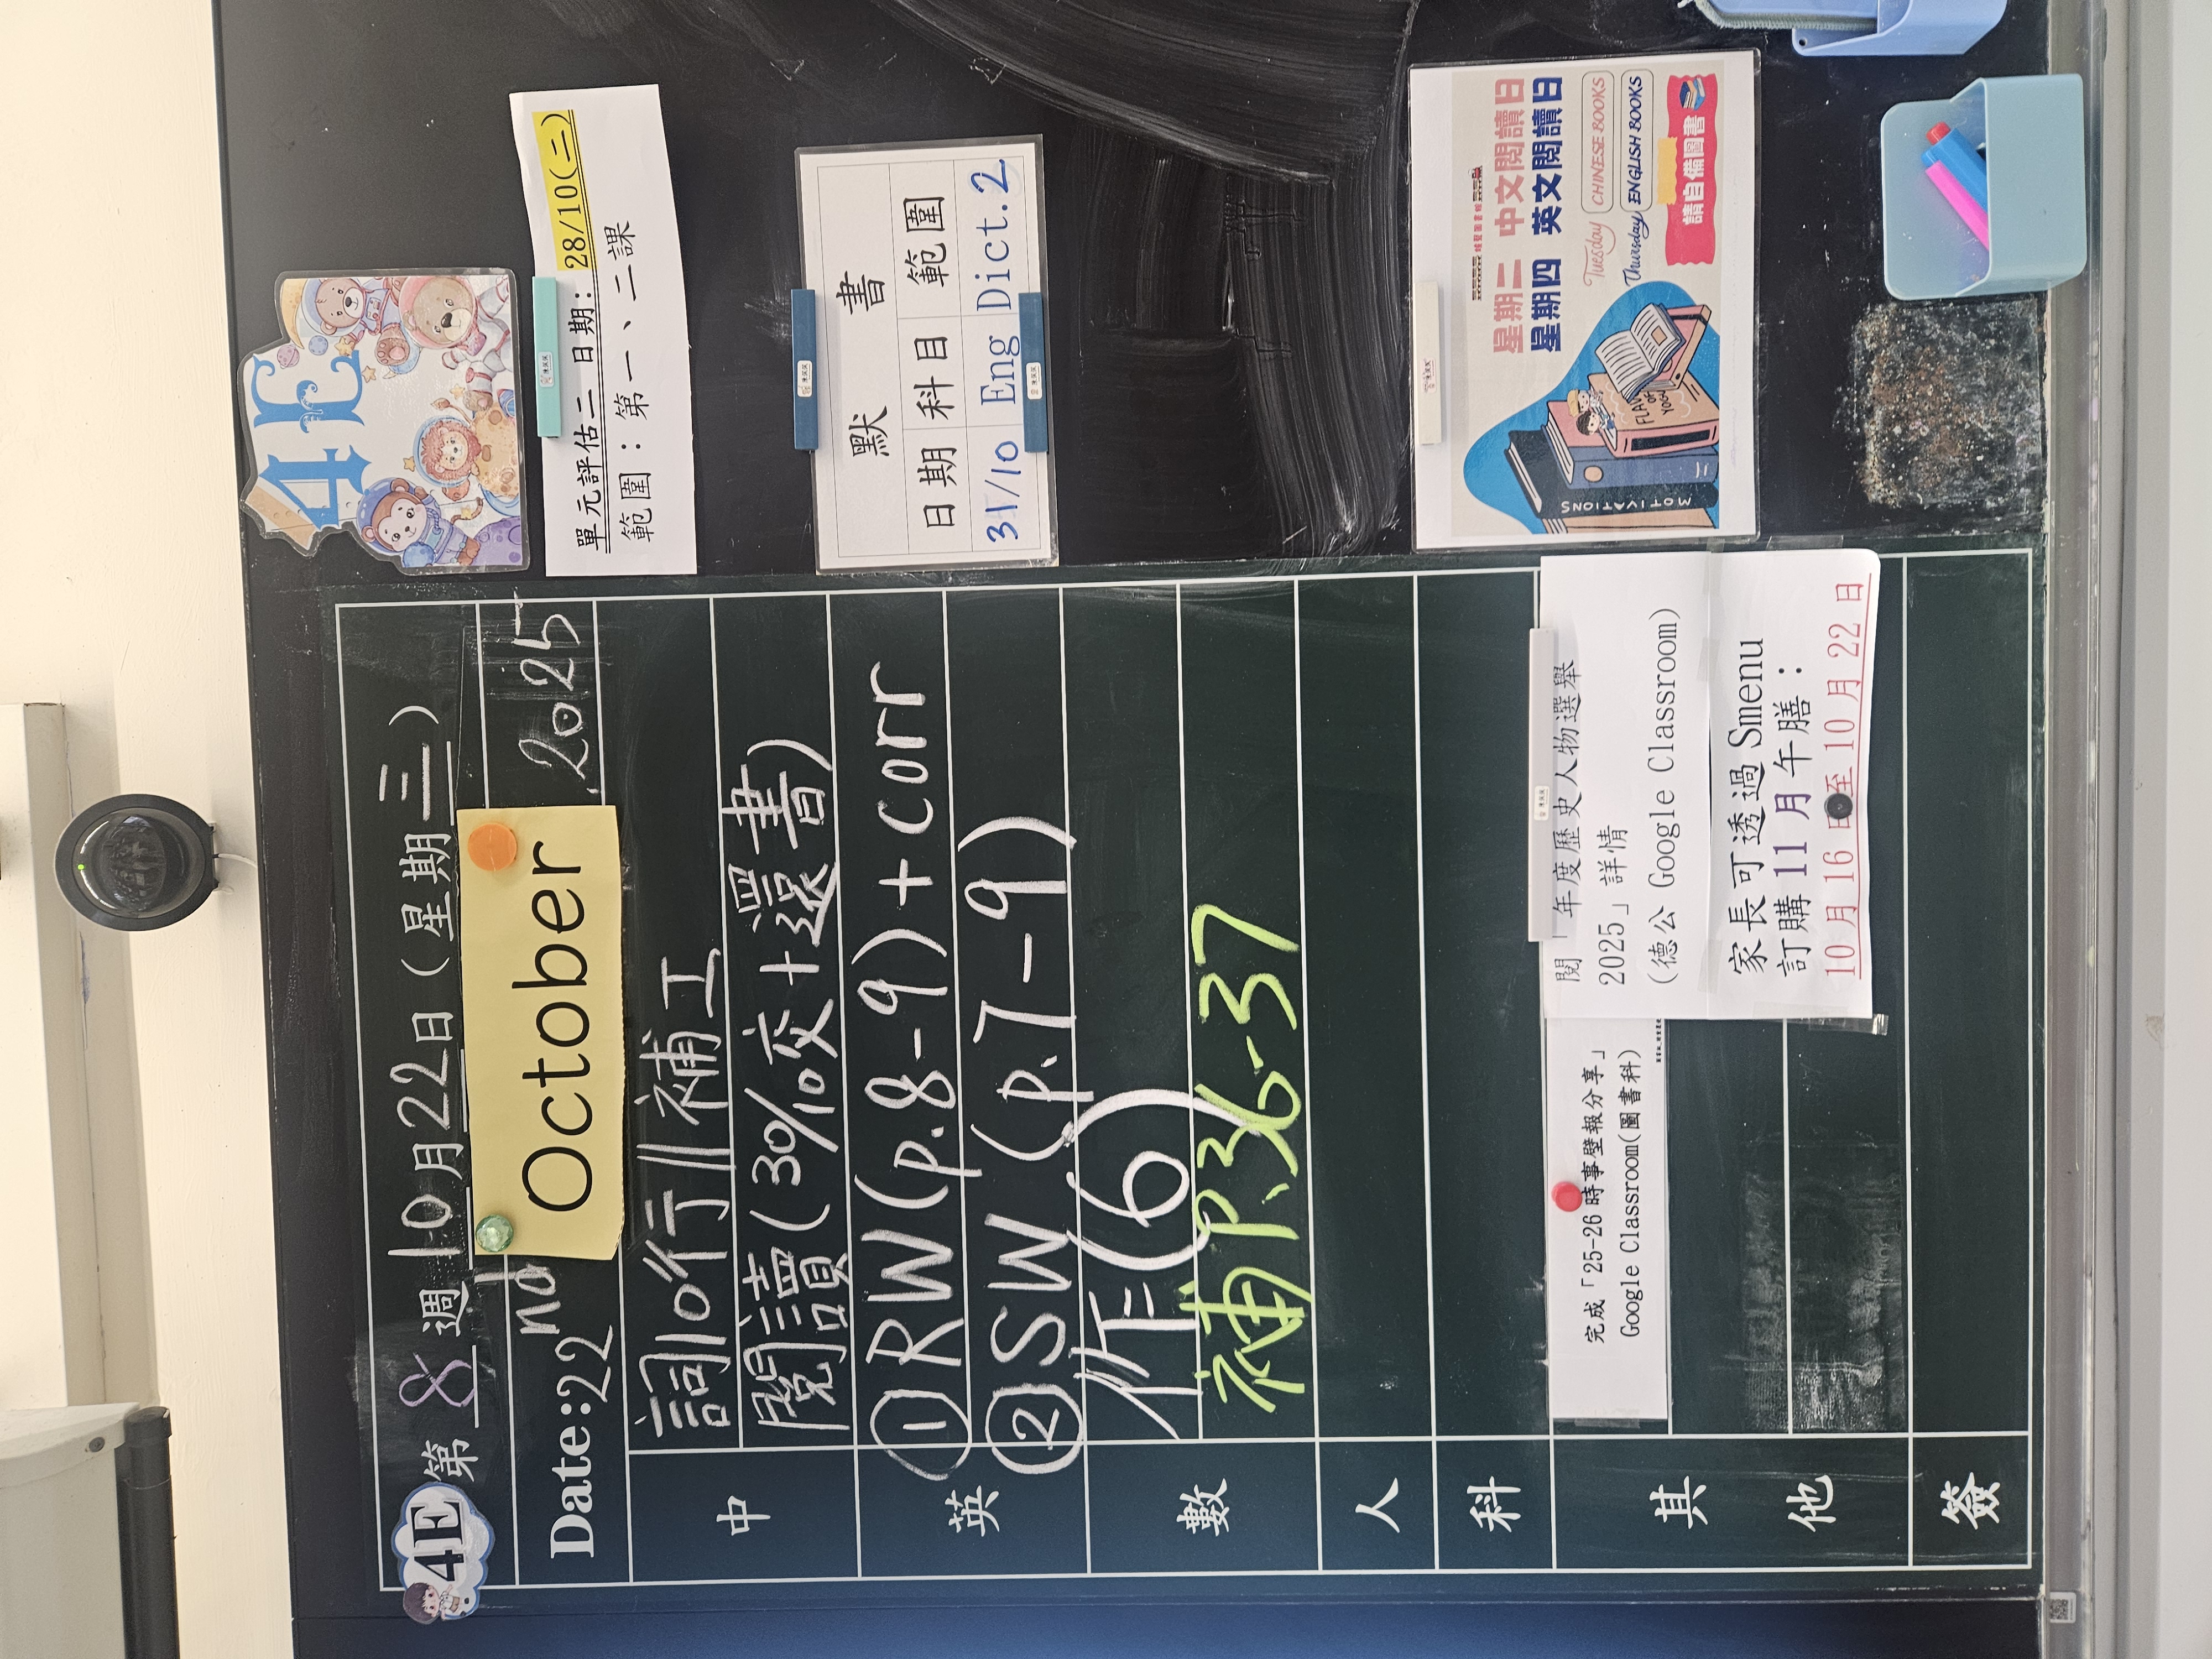 4E
第 8 週 10月22日(星期三)
Date:22nd October , 2025
中
詞10行//補工
閱讀(30/10交+還書)
英
①RW(p.8-9)+corr
②SW(p.7-9)
數
作(6)
補P.36-37
人
科
其他
完成「25-26 時事壁報分享」
Google Classroom(圖書科)
閱「年度歷史人物選舉
2025」詳情
(德公 Google Classroom)
家長可透過 Smenu
訂購 11 月午膳：
10 月 16 日至 10 月 22 日
簽
4E
單元評估二 日期: 28/10(二)
範圍：第一、二課
默 書
日期 科目 範圍
31/10 Eng Dict.2
星期二 中文閱讀日
星期四 英文閱讀日
Tuesday CHINESE BOOKS
Thursday ENGLISH BOOKS
請自備圖書
MOTIVATIONS